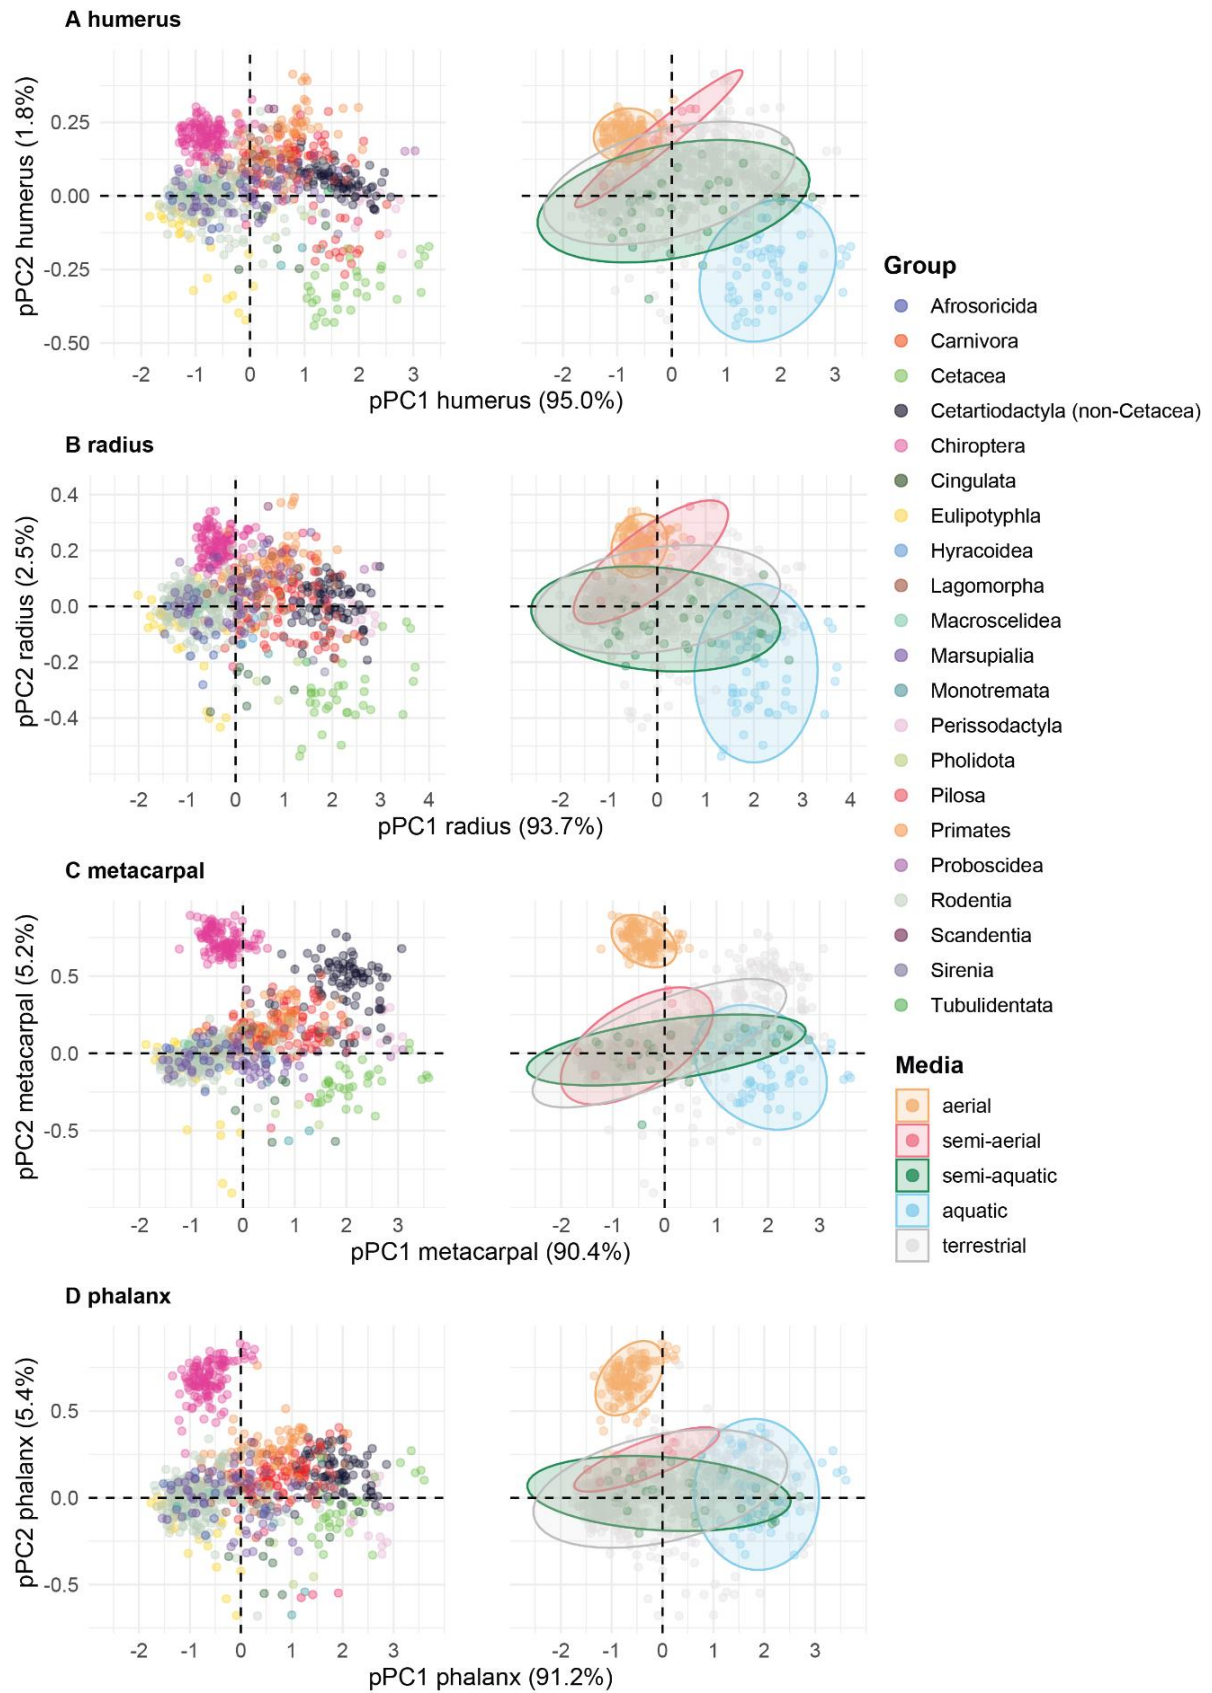 A humerus
pPC2 humerus (1.8%)
0.25
0.00
-0.25
-0.50
-2 -1 0 1 2 3
-2 -1 0 1 2 3
pPC1 humerus (95.0%)
B radius
pPC2 radius (2.5%)
0.4
0.2
0.0
-0.2
-0.4
-2 -1 0 1 2 3 4
-2 -1 0 1 2 3 4
pPC1 radius (93.7%)
C metacarpal
pPC2 metacarpal (5.2%)
0.5
0.0
-0.5
-2 -1 0 1 2 3
-2 -1 0 1 2 3
pPC1 metacarpal (90.4%)
D phalanx
pPC2 phalanx (5.4%)
0.5
0.0
-0.5
-2 -1 0 1 2 3
-2 -1 0 1 2 3
pPC1 phalanx (91.2%)
Group
Afrosoricida
Carnivora
Cetacea
Cetartiodactyla (non-Cetacea)
Chiroptera
Cingulata
Eulipotyphla
Hyracoidea
Lagomorpha
Macroscelidea
Marsupialia
Monotremata
Perissodactyla
Pholidota
Pilosa
Primates
Proboscidea
Rodentia
Scandentia
Sirenia
Tubulidentata
Media
aerial
semi-aerial
semi-aquatic
aquatic
terrestrial